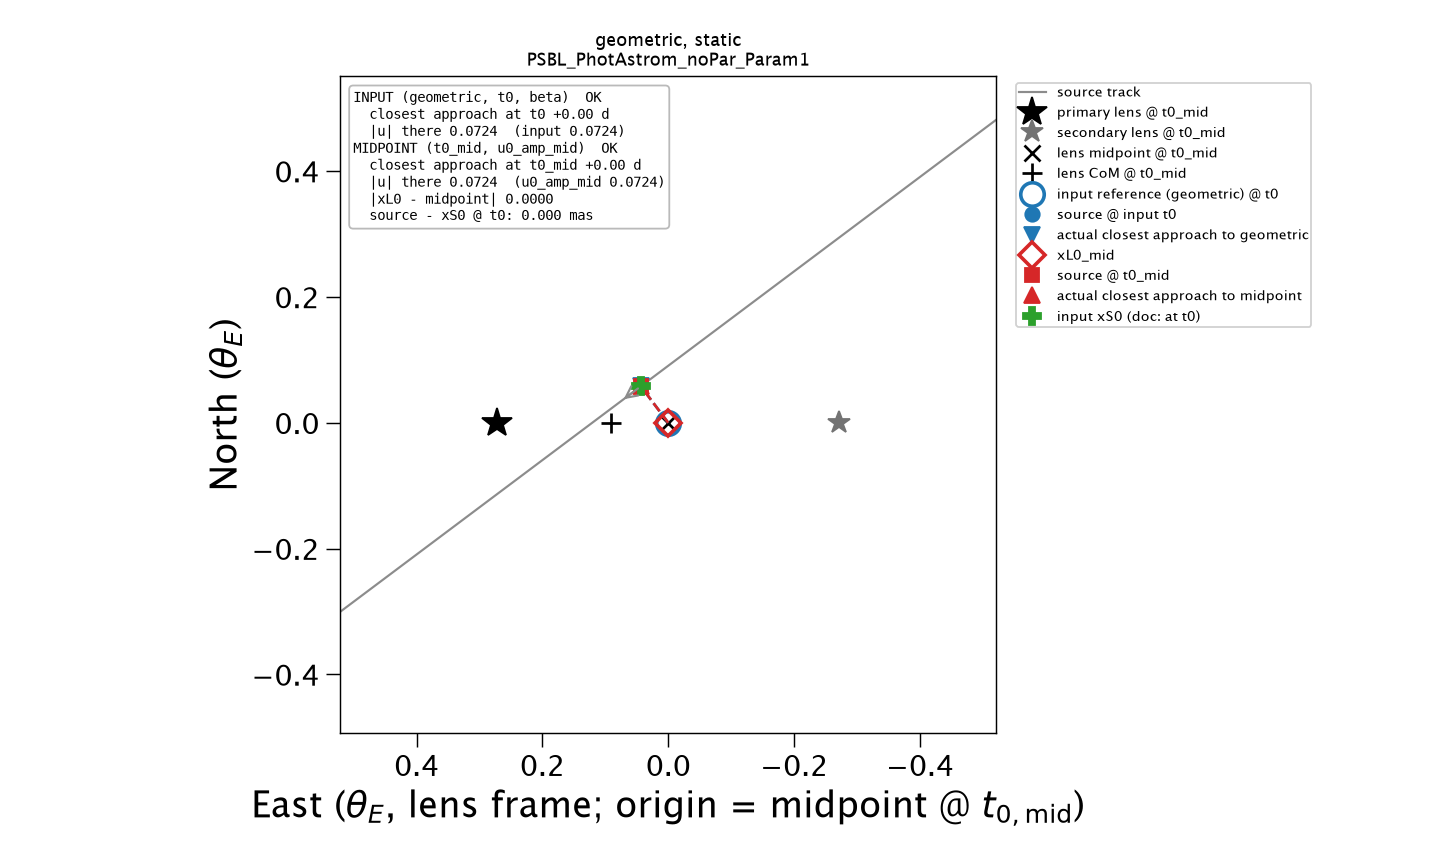 geometric, static
PSBL_PhotAstrom_noPar_Param1
INPUT (geometric, t0, beta)  OK
  closest approach at t0 +0.00 d
  |u| there 0.0724  (input 0.0724)
MIDPOINT (t0_mid, u0_amp_mid)  OK
  closest approach at t0_mid +0.00 d
  |u| there 0.0724  (u0_amp_mid 0.0724)
  |xL0 - midpoint| 0.0000
  source - xS0 @ t0: 0.000 mas
source track
primary lens @ t0_mid
secondary lens @ t0_mid
lens midpoint @ t0_mid
lens CoM @ t0_mid
input reference (geometric) @ t0
source @ input t0
actual closest approach to geometric
xL0_mid
source @ t0_mid
actual closest approach to midpoint
input xS0 (doc: at t0)
North (θ_E)
0.4
0.2
0.0
−0.2
−0.4
0.4 0.2 0.0 −0.2 −0.4
East (θ_E, lens frame; origin = midpoint @ t_{0, mid})